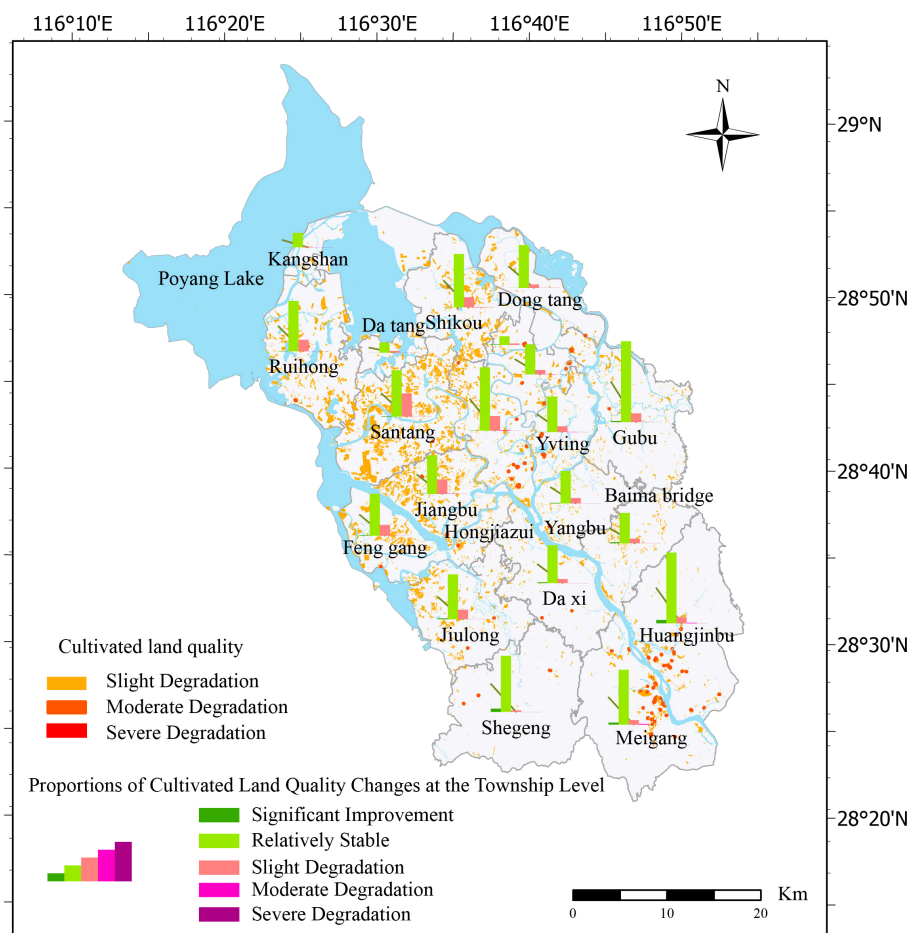 116°10'E 116°20'E 116°30'E 116°40'E 116°50'E
N
29°N
Kangshan
Poyang Lake
28°50'N
Dong tang
Da tang
Shikou
Ruihong
Santang
Yvting
Gubu
28°40'N
Baima bridge
Jiangbu
Hongjiazui
Yangbu
Feng gang
Da xi
Jiulong
Huangjinbu
28°30'N
Cultivated land quality
Slight Degradation
Moderate Degradation
Severe Degradation
Shegeng
Meigang
Proportions of Cultivated Land Quality Changes at the Township Level
28°20'N
Significant Improvement
Relatively Stable
Slight Degradation
Moderate Degradation
Severe Degradation
Km
0 10 20